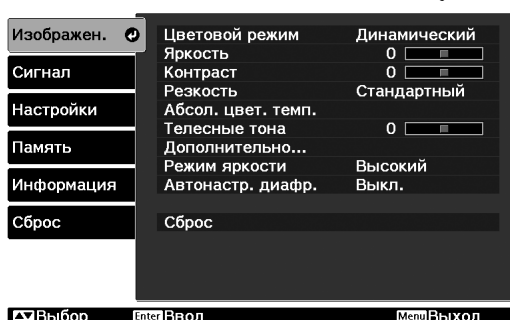 Изображен.
Сигнал
Настройки
Память
Информация
Сброс
Цветовой режим Динамический
Яркость 0
Контраст 0
Резкость Стандартный
Абсол. цвет. темп.
Телесные тона 0
Дополнительно...
Режим яркости Высокий
Автонастр. диафр. Выкл.
Сброс
Выбор Enter Ввод Menu Выход